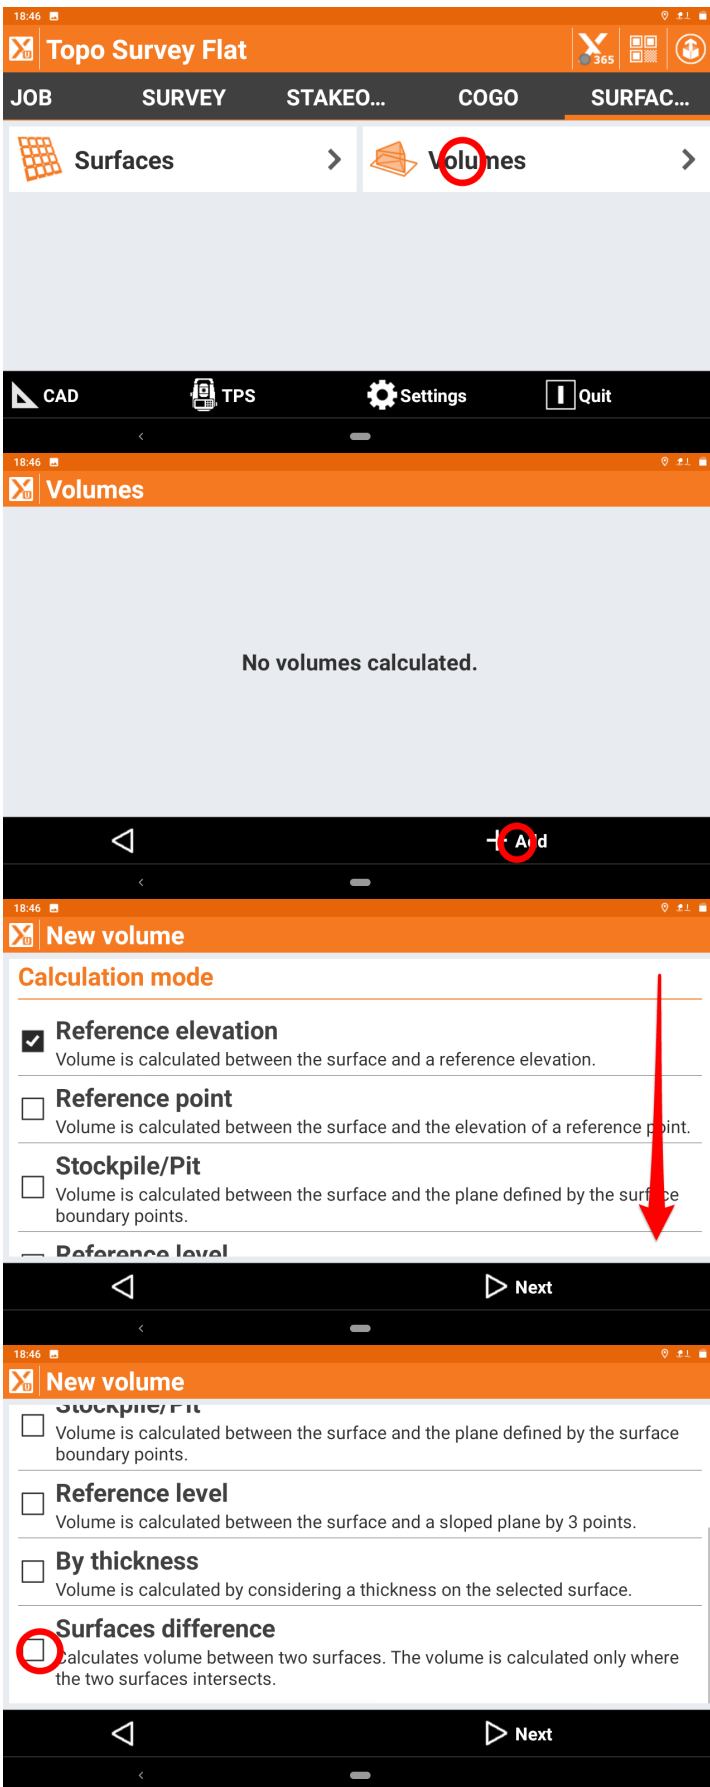 18:46
Topo Survey Flat
365
JOB SURVEY STAKEO... COGO SURFAC...
Surfaces Volumes
CAD TPS Settings Quit
18:46
Volumes
No volumes calculated.
Add
18:46
New volume
Calculation mode
Reference elevation
Volume is calculated between the surface and a reference elevation.
Reference point
Volume is calculated between the surface and the elevation of a reference point.
Stockpile/Pit
Volume is calculated between the surface and the plane defined by the surface
boundary points.
Reference level
Next
18:46
New volume
Stockpile/Pit
Volume is calculated between the surface and the plane defined by the surface
boundary points.
Reference level
Volume is calculated between the surface and a sloped plane by 3 points.
By thickness
Volume is calculated by considering a thickness on the selected surface.
Surfaces difference
Calculates volume between two surfaces. The volume is calculated only where
the two surfaces intersects.
Next